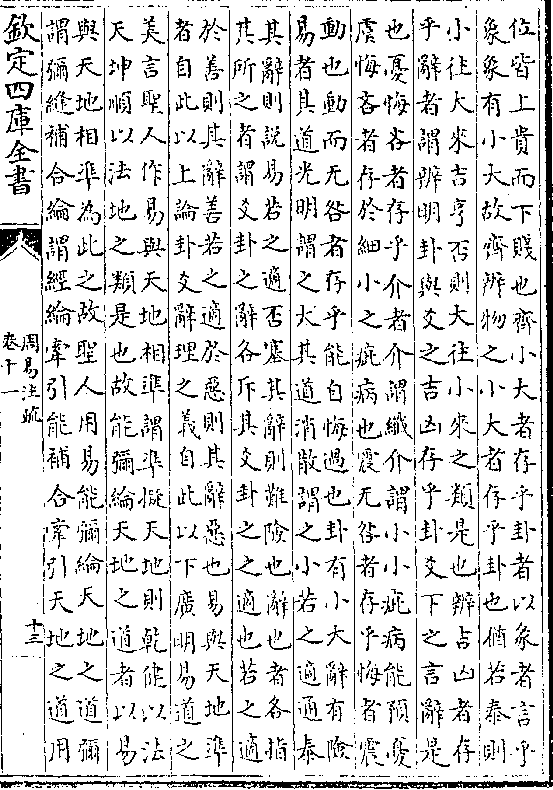 位皆上貴而下賤也齊小大者存乎卦者以彖者言乎
象象有小大故齊辨物之小大者存乎卦也猶若泰則
小往大來吉亨否則大往小來之類是也辨吉凶者存
乎辭者謂辨明卦與爻之吉凶存乎卦爻下之言辭是
也憂悔吝者存乎介者介謂纖介謂小小疵病能預憂
虞悔吝者存於細小之疵病也震无咎者存乎悔者震
動也動而无咎者存乎能自悔過也卦有小大辭有險
易者其道光明謂之大其道消散謂之小若之適通泰
其辭則說易若之適否塞其辭則難險也辭也者各指
其所之者謂爻卦之辭各斥其爻卦之之適也若之適
於善則其辭善若之適於惡則其辭惡也易與天地準
者自此以上論卦爻辭理之義自此以下廣明易道之
美言聖人作易與天地相準謂準擬天地則乾健以法
天坤順以法地之類是也故能彌綸天地之道者以易
與天地相準為此之故聖人用易能彌綸天地之道彌
謂彌縫補合綸謂經綸牽引能補合牽引天地之道用
欽定四庫全書
周易注疏
卷十一
十三